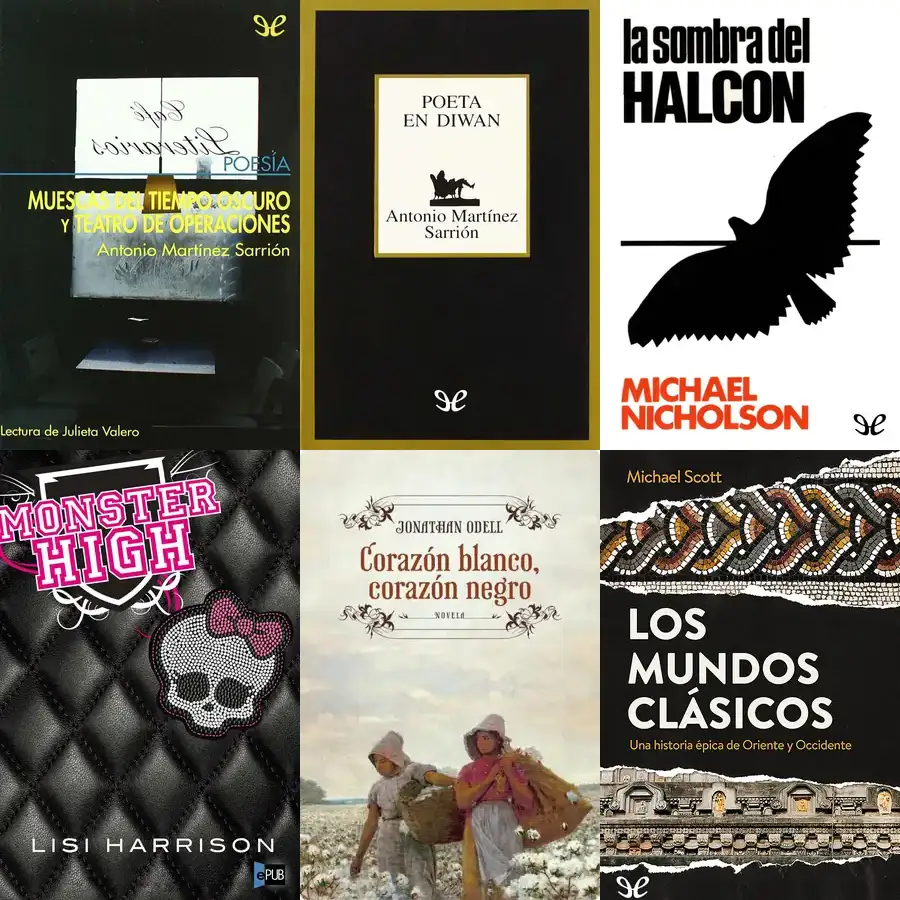 Café
Literarios
POESÍA
MUESCAS DEL TIEMPO OSCURO
Y TEATRO DE OPERACIONES
Antonio Martínez Sarrión
Lectura de Julieta Valero
POETA
EN DIWAN
Antonio Martínez
Sarrión
la sombra del
HALCON
MICHAEL
NICHOLSON
MONSTER
HIGH
LISI HARRISON
ePUB
JONATHAN ODELL
Corazón blanco,
corazón negro
NOVELA
Michael Scott
LOS
MUNDOS
CLÁSICOS
Una historia épica de Oriente y Occidente